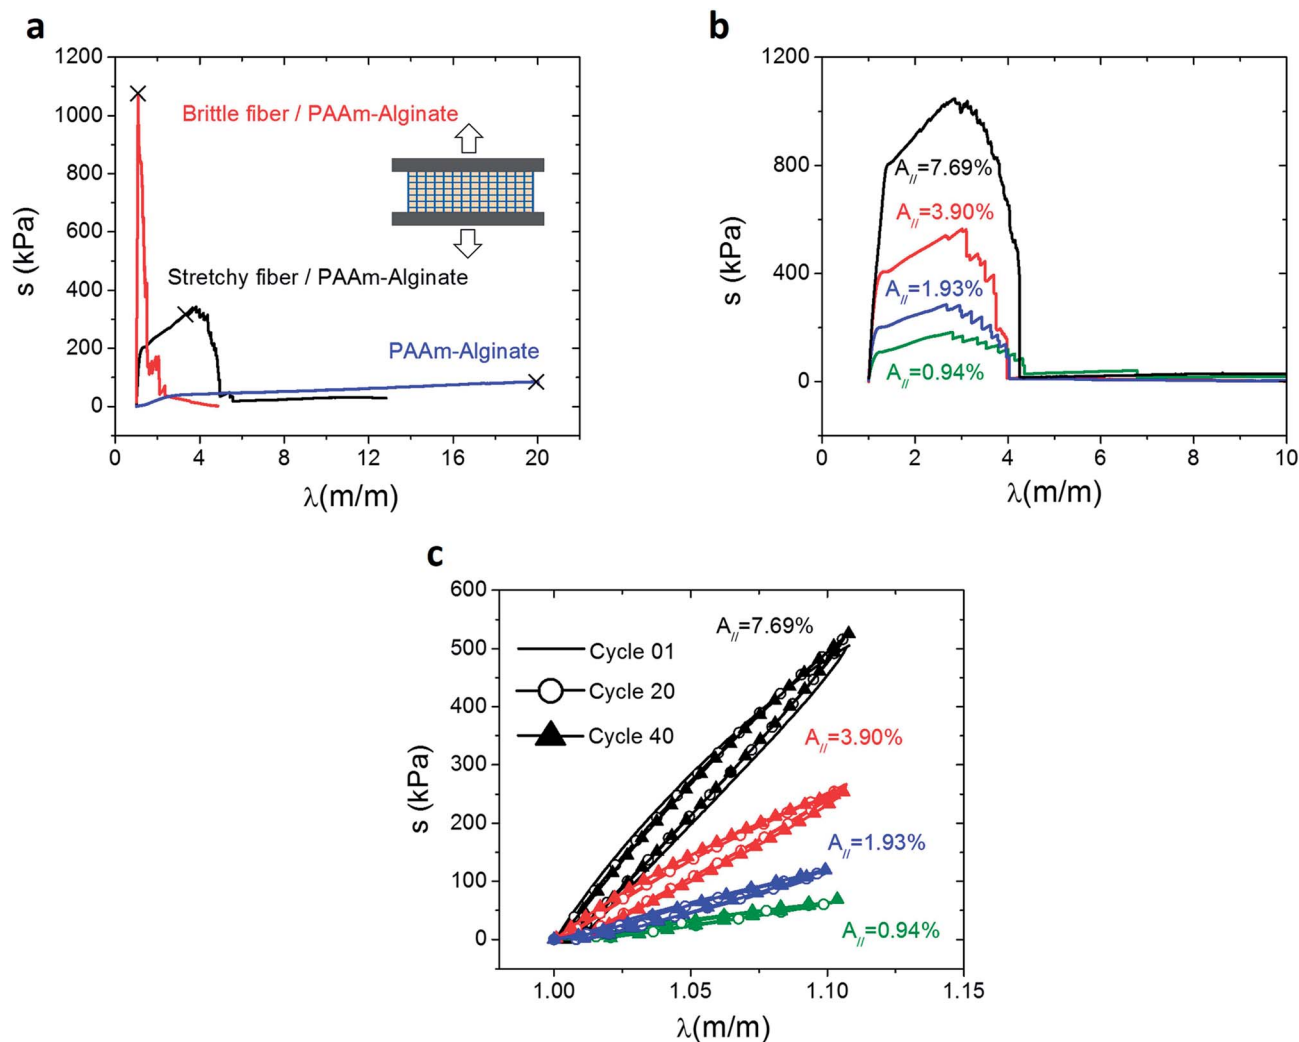 a
1200
1000
800
600
400
200
0
s (kPa)
Brittle fiber / PAAm-Alginate
Stretchy fiber / PAAm-Alginate
PAAm-Alginate
0 4 8 12 16 20
λ(m/m)
b
1200
800
400
0
s (kPa)
A//=7.69%
A//=3.90%
A//=1.93%
A//=0.94%
0 2 4 6 8 10
λ(m/m)
c
600
500
400
300
200
100
0
s (kPa)
Cycle 01
Cycle 20
Cycle 40
A//=7.69%
A//=3.90%
A//=1.93%
A//=0.94%
1.00 1.05 1.10 1.15
λ(m/m)